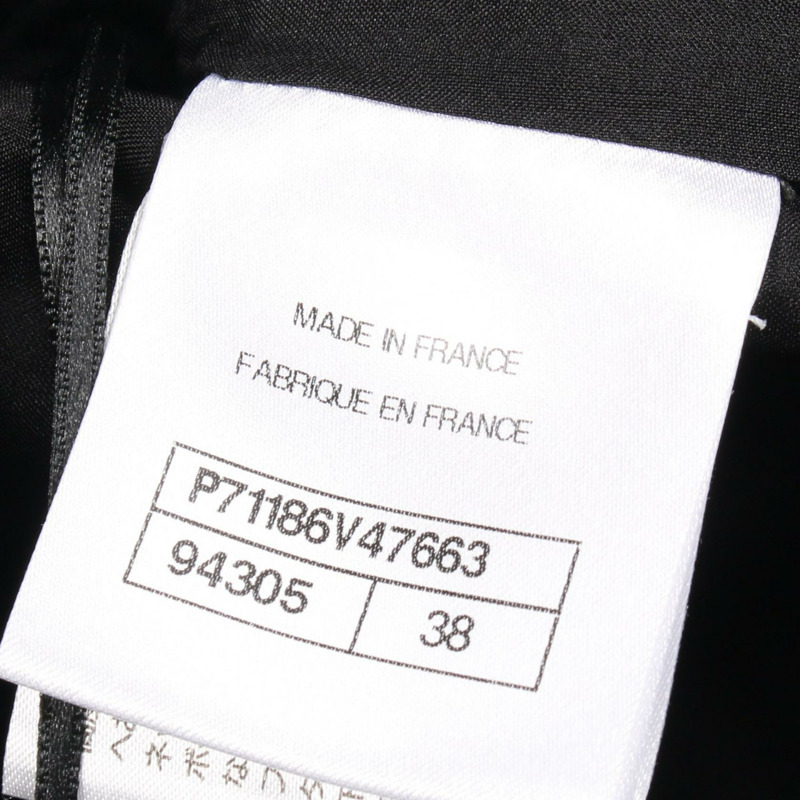 MADE IN FRANCE
FABRIQUE EN FRANCE
P71186V47663
94305 38